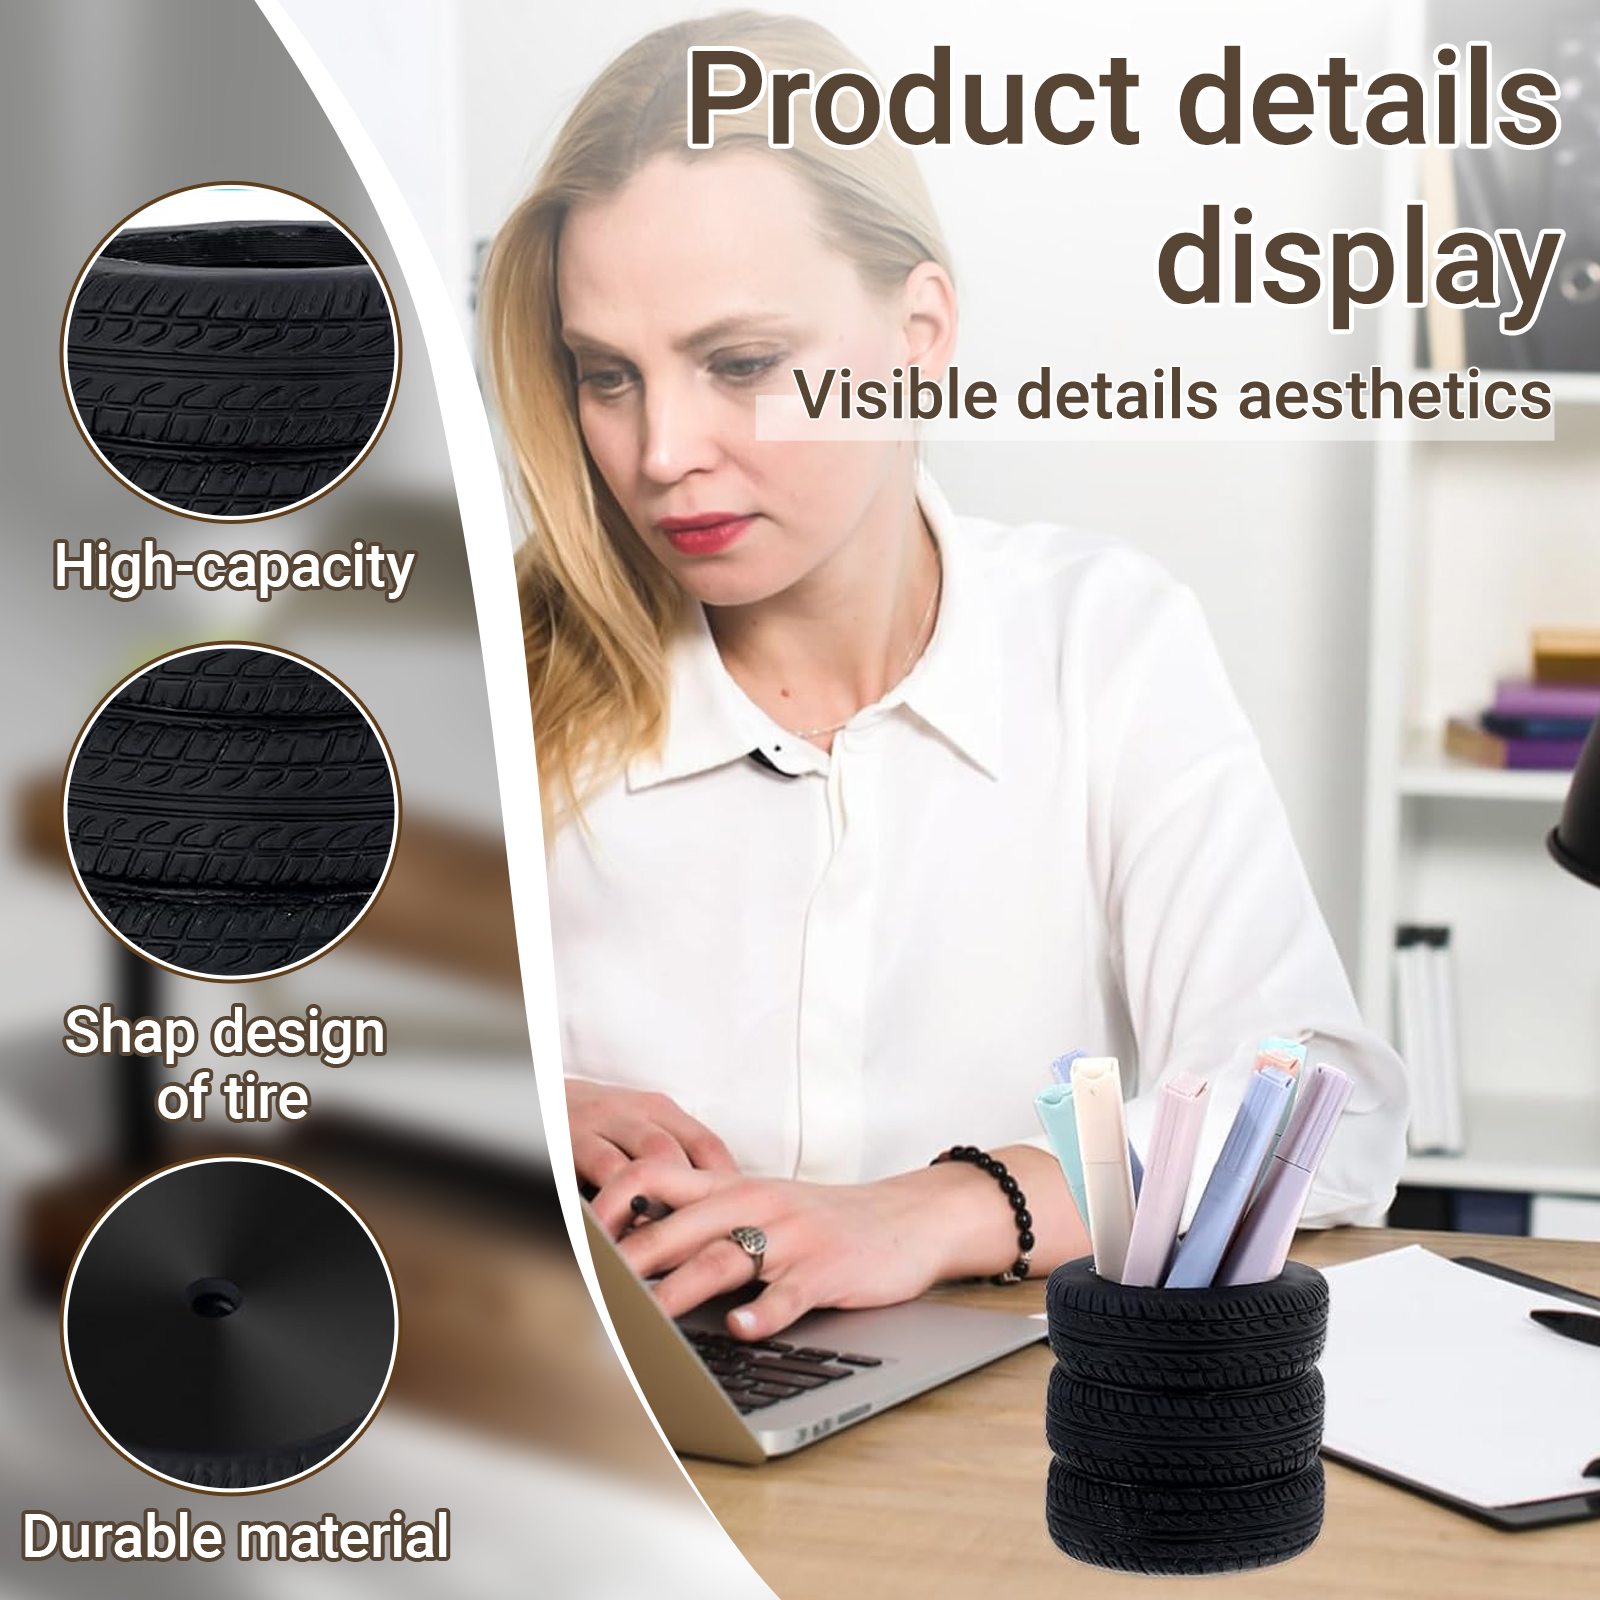 Product details
display
Visible details aesthetics
High-capacity
Shap design
of tire
Durable material